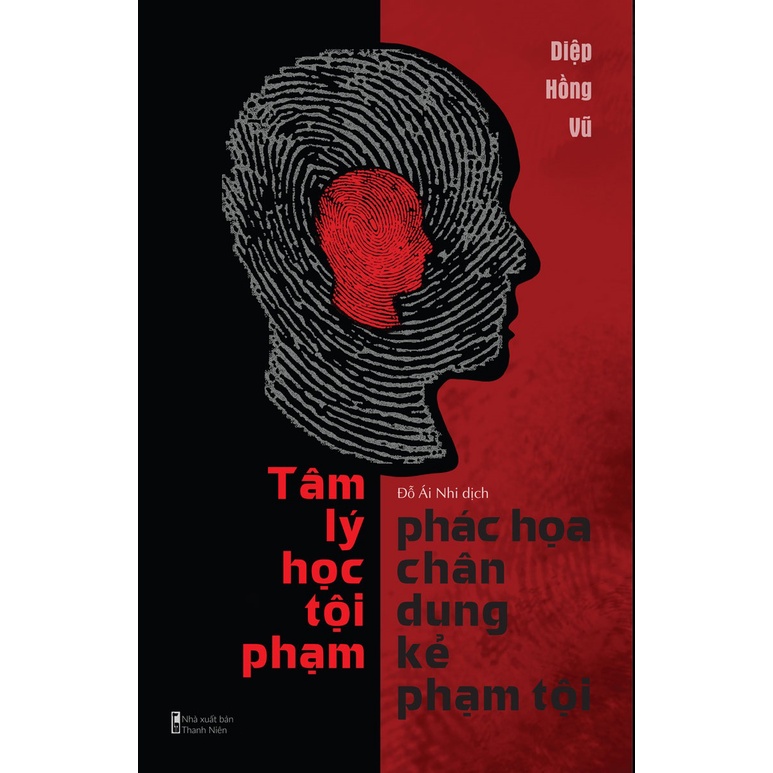 Diệp
Hồng
Vũ
Tâm
lý
học
tội
phạm
Đỗ Ái Nhi dịch
phác họa
chân
dung
kẻ
phạm tội
Nhà xuất bản
Thanh Niên